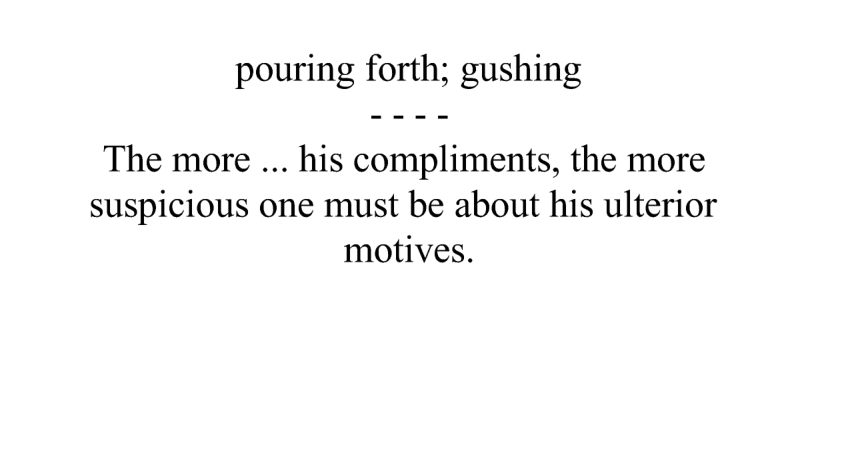 pouring forth; gushing
- - - -
The more ... his compliments, the more
suspicious one must be about his ulterior
motives.